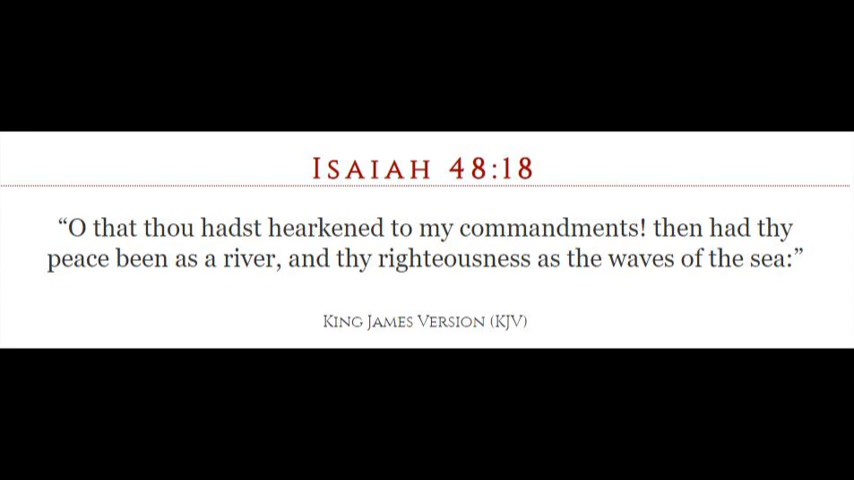 Isaiah 48:18
“O that thou hadst hearkened to my commandments! then had thy
peace been as a river, and thy righteousness as the waves of the sea:”
King James Version (KJV)